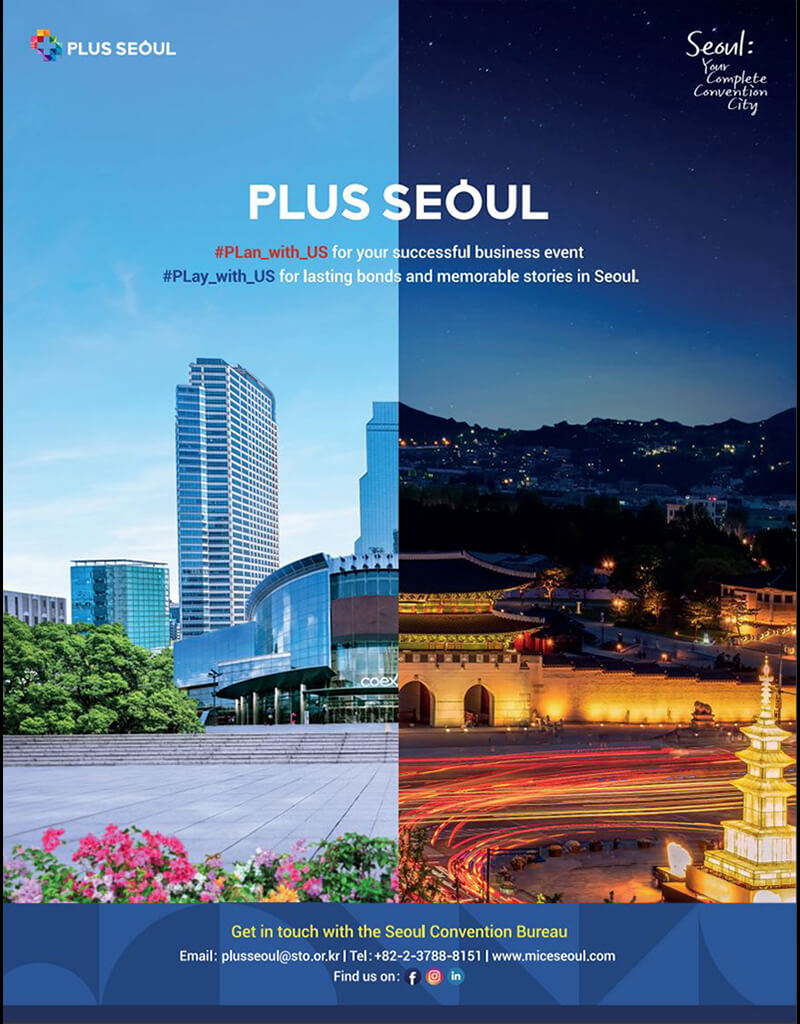 PLUS SEOUL
Seoul:
Your
Complete
Convention
City
PLUS SEOUL
#PLan_with_US for your successful business event
#PLay_with_US for lasting bonds and memorable stories in Seoul.
coex
Get in touch with the Seoul Convention Bureau
Email: plusseoul@sto.or.kr | Tel: +82-2-3788-8151 | www.miceseoul.com
Find us on: f in